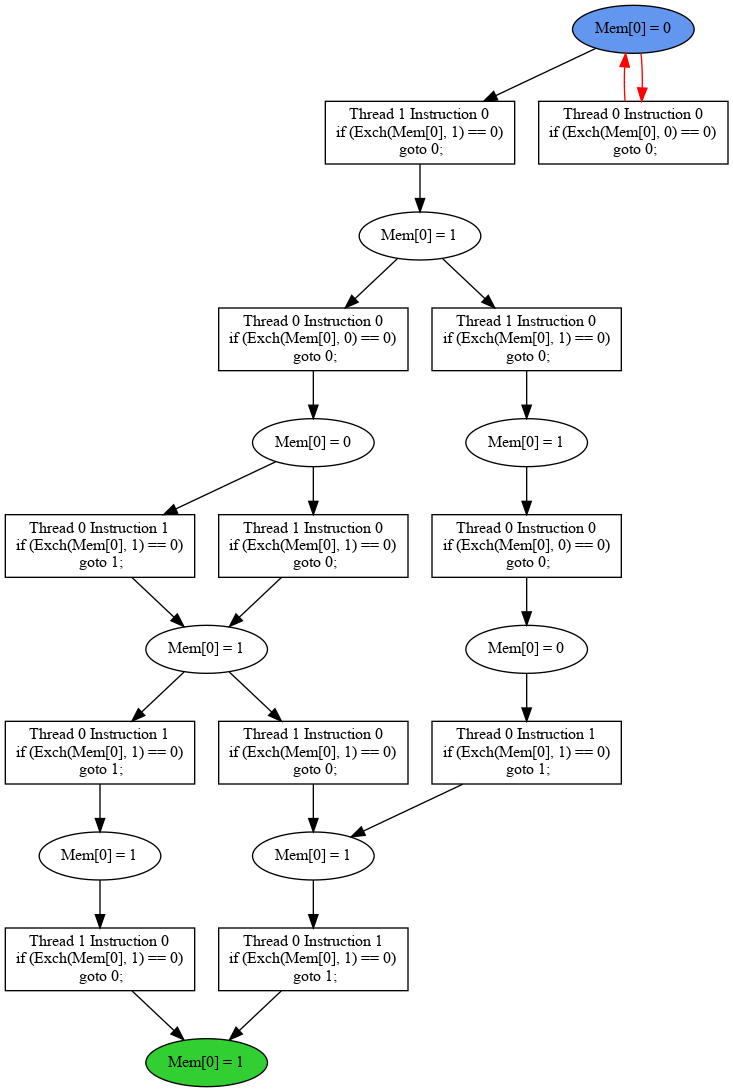 Mem[0] = 0
Thread 1 Instruction 0
if (Exch(Mem[0], 1) == 0)
goto 0;
Thread 0 Instruction 0
if (Exch(Mem[0], 0) == 0)
goto 0;
Mem[0] = 1
Thread 0 Instruction 0
if (Exch(Mem[0], 0) == 0)
goto 0;
Thread 1 Instruction 0
if (Exch(Mem[0], 1) == 0)
goto 0;
Mem[0] = 0
Mem[0] = 1
Thread 0 Instruction 1
if (Exch(Mem[0], 1) == 0)
goto 1;
Thread 1 Instruction 0
if (Exch(Mem[0], 1) == 0)
goto 0;
Thread 0 Instruction 0
if (Exch(Mem[0], 0) == 0)
goto 0;
Mem[0] = 1
Mem[0] = 0
Thread 0 Instruction 1
if (Exch(Mem[0], 1) == 0)
goto 1;
Thread 1 Instruction 0
if (Exch(Mem[0], 1) == 0)
goto 0;
Thread 0 Instruction 1
if (Exch(Mem[0], 1) == 0)
goto 1;
Mem[0] = 1
Mem[0] = 1
Thread 1 Instruction 0
if (Exch(Mem[0], 1) == 0)
goto 0;
Thread 0 Instruction 1
if (Exch(Mem[0], 1) == 0)
goto 1;
Mem[0] = 1